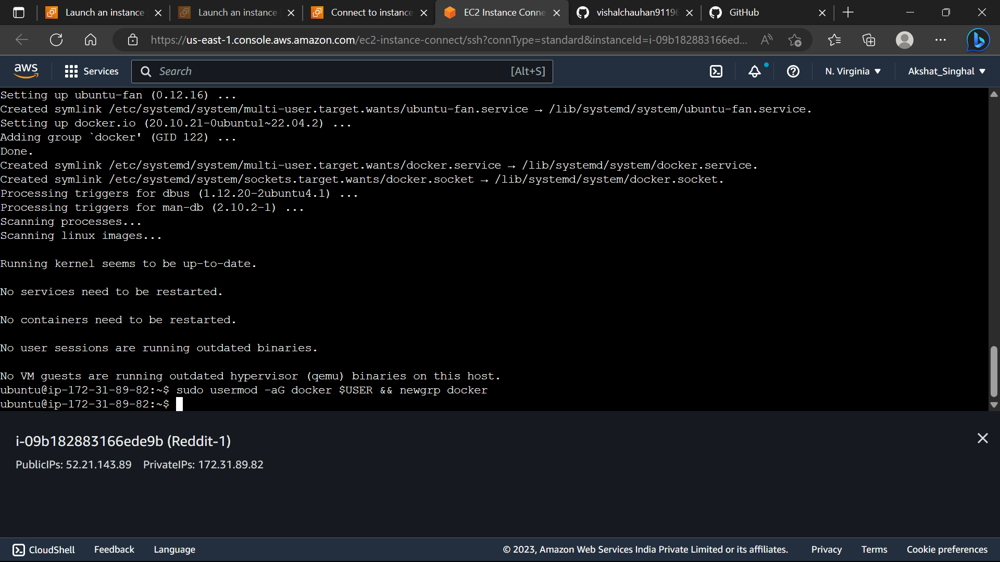 Launch an instance
Launch an instance
Connect to instance
EC2 Instance Conne
vishalchauhan91196
GitHub
https://us-east-1.console.aws.amazon.com/ec2-instance-connect/ssh?connType=standard&instanceId=i-09b182883166ed...
aws
Services
Search
[Alt+S]
N. Virginia
Akshat_Singhal
Setting up ubuntu-fan (0.12.16) ...
Created symlink /etc/systemd/system/multi-user.target.wants/ubuntu-fan.service → /lib/systemd/system/ubuntu-fan.service.
Setting up docker.io (20.10.21-0ubuntu1~22.04.2) ...
Adding group `docker' (GID 122) ...
Done.
Created symlink /etc/systemd/system/multi-user.target.wants/docker.service → /lib/systemd/system/docker.service.
Created symlink /etc/systemd/system/sockets.target.wants/docker.socket → /lib/systemd/system/docker.socket.
Processing triggers for dbus (1.12.20-2ubuntu4.1) ...
Processing triggers for man-db (2.10.2-1) ...
Scanning processes...
Scanning linux images...
Running kernel seems to be up-to-date.
No services need to be restarted.
No containers need to be restarted.
No user sessions are running outdated binaries.
No VM guests are running outdated hypervisor (qemu) binaries on this host.
ubuntu@ip-172-31-89-82:~$ sudo usermod -aG docker $USER && newgrp docker
ubuntu@ip-172-31-89-82:~$
i-09b182883166ede9b (Reddit-1)
PublicIPs: 52.21.143.89 PrivateIPs: 172.31.89.82
CloudShell
Feedback
Language
© 2023, Amazon Web Services India Private Limited or its affiliates.
Privacy
Terms
Cookie preferences